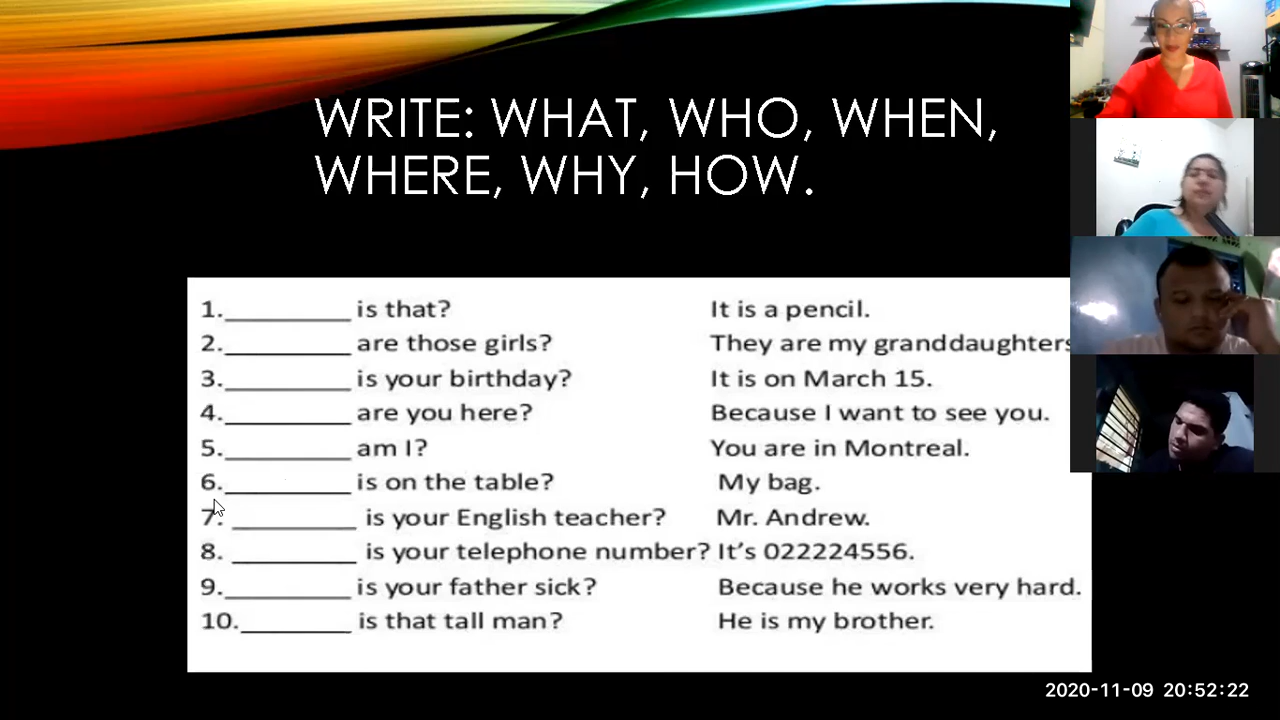 WRITE: WHAT, WHO, WHEN,
WHERE, WHY, HOW.
1.__________ is that? It is a pencil.
2.__________ are those girls? They are my granddaughters
3.__________ is your birthday? It is on March 15.
4.__________ are you here? Because I want to see you.
5.__________ am I? You are in Montreal.
6.__________ is on the table? My bag.
7. __________ is your English teacher? Mr. Andrew.
8. __________ is your telephone number? It’s 022224556.
9.__________ is your father sick? Because he works very hard.
10._________ is that tall man? He is my brother.
2020-11-09 20:52:22